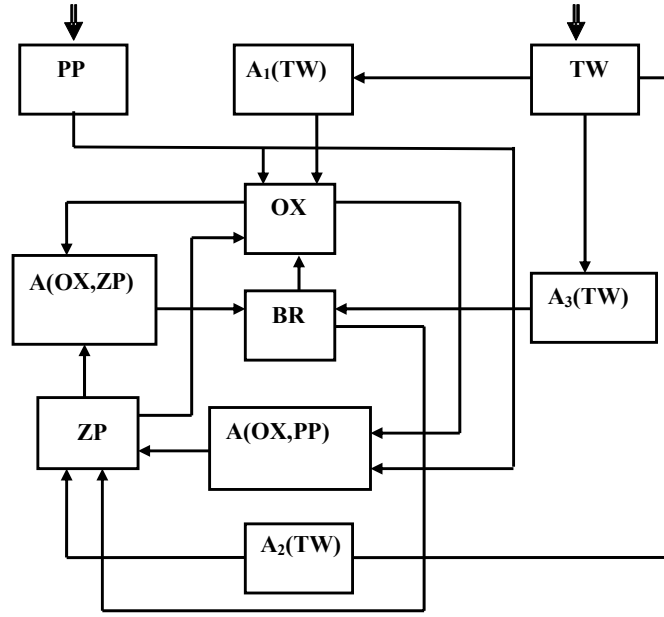 PP
A₁(TW)
TW
OX
A(OX,ZP)
BR
A₃(TW)
ZP
A(OX,PP)
A₂(TW)